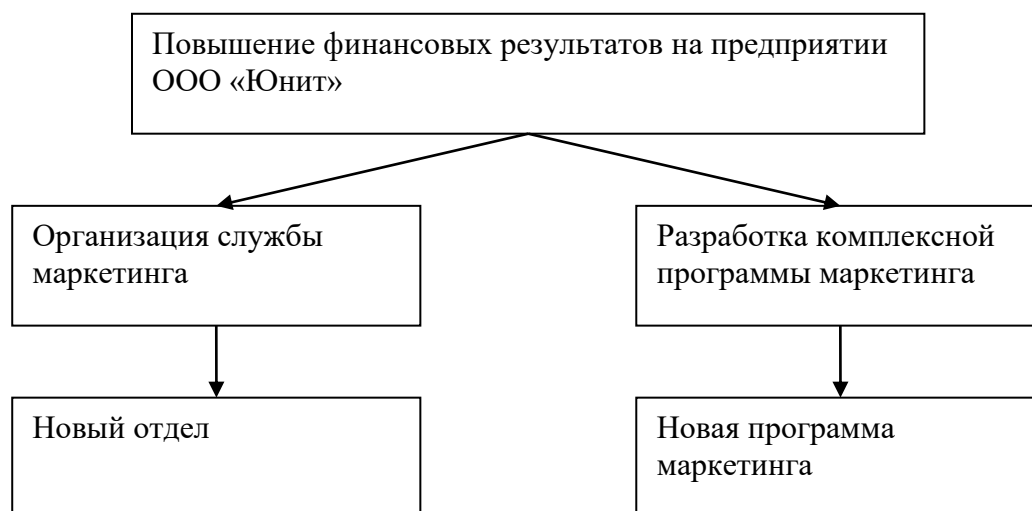 Повышение финансовых результатов на предприятии
ООО «Юнит»
Организация службы
маркетинга
Разработка комплексной
программы маркетинга
Новый отдел
Новая программа
маркетинга